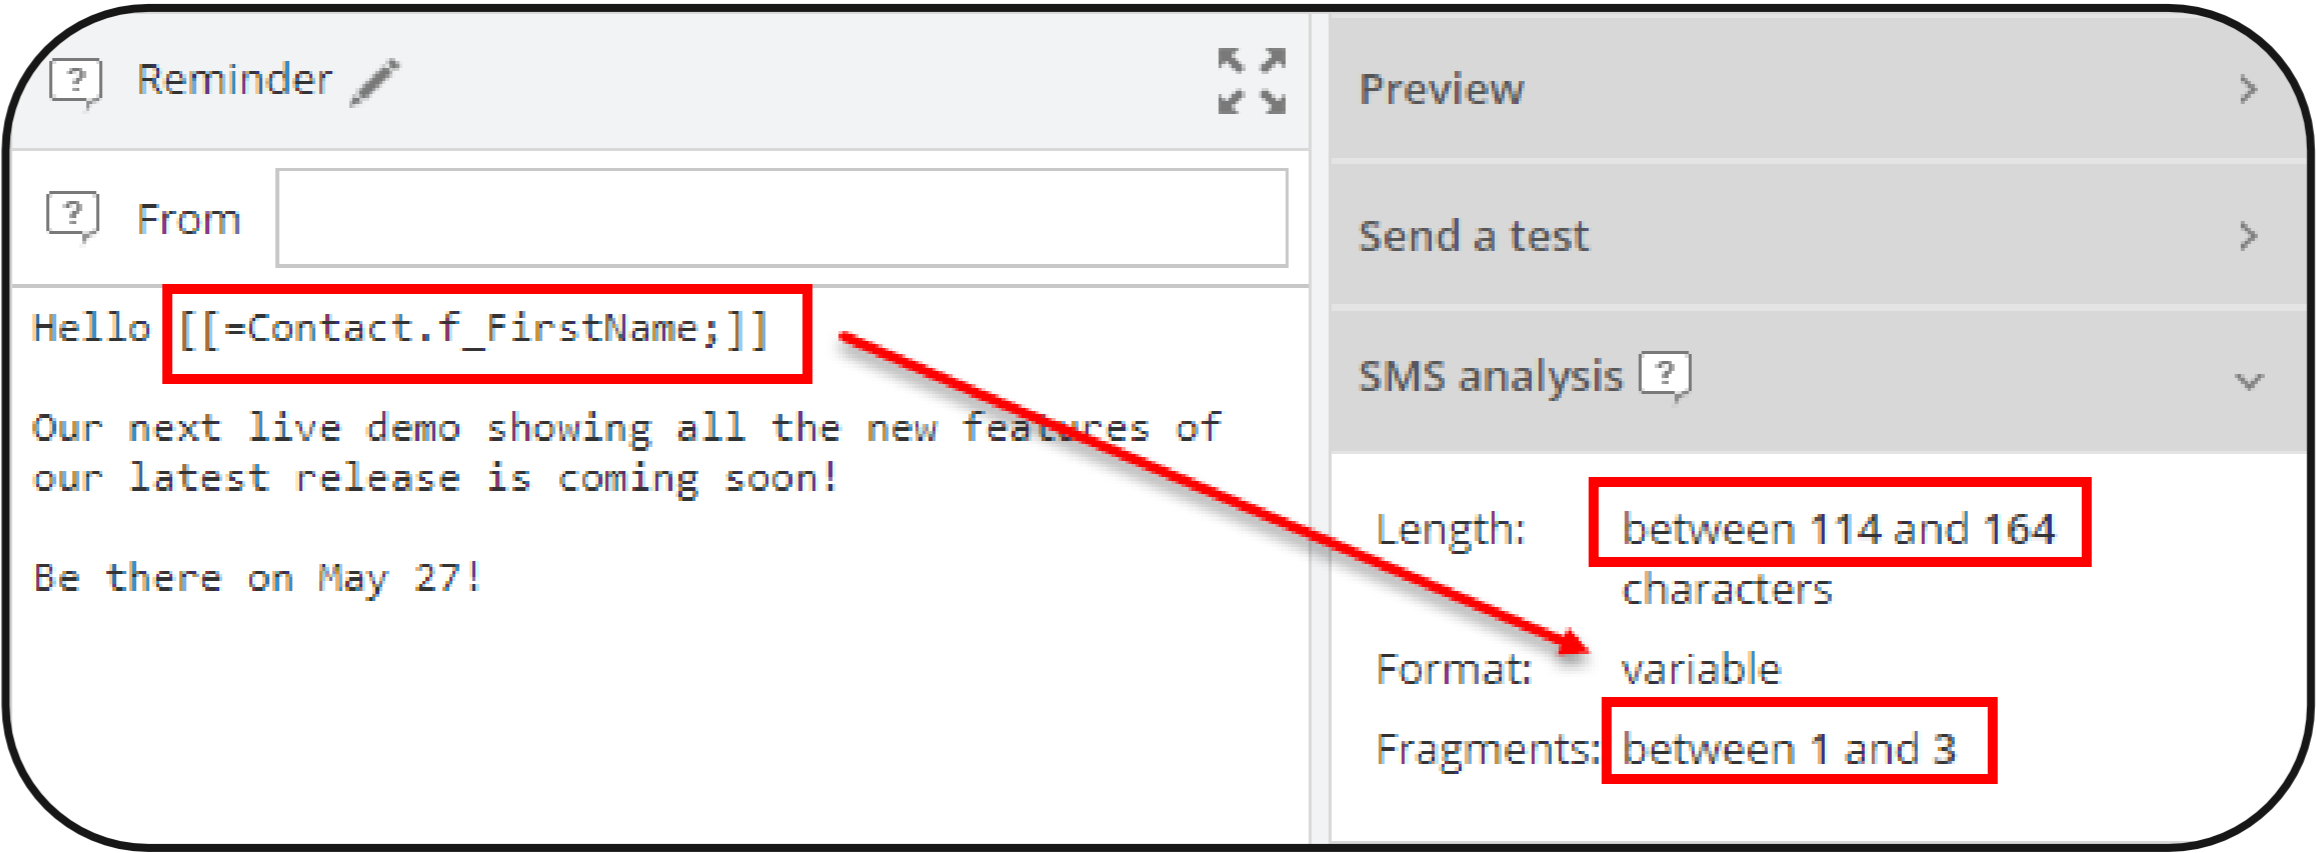 Reminder
From
Hello [[=Contact.f_FirstName;]]
Our next live demo showing all the new features of
our latest release is coming soon!
Be there on May 27!
Preview
Send a test
SMS analysis ?
Length: between 114 and 164
characters
Format: variable
Fragments: between 1 and 3